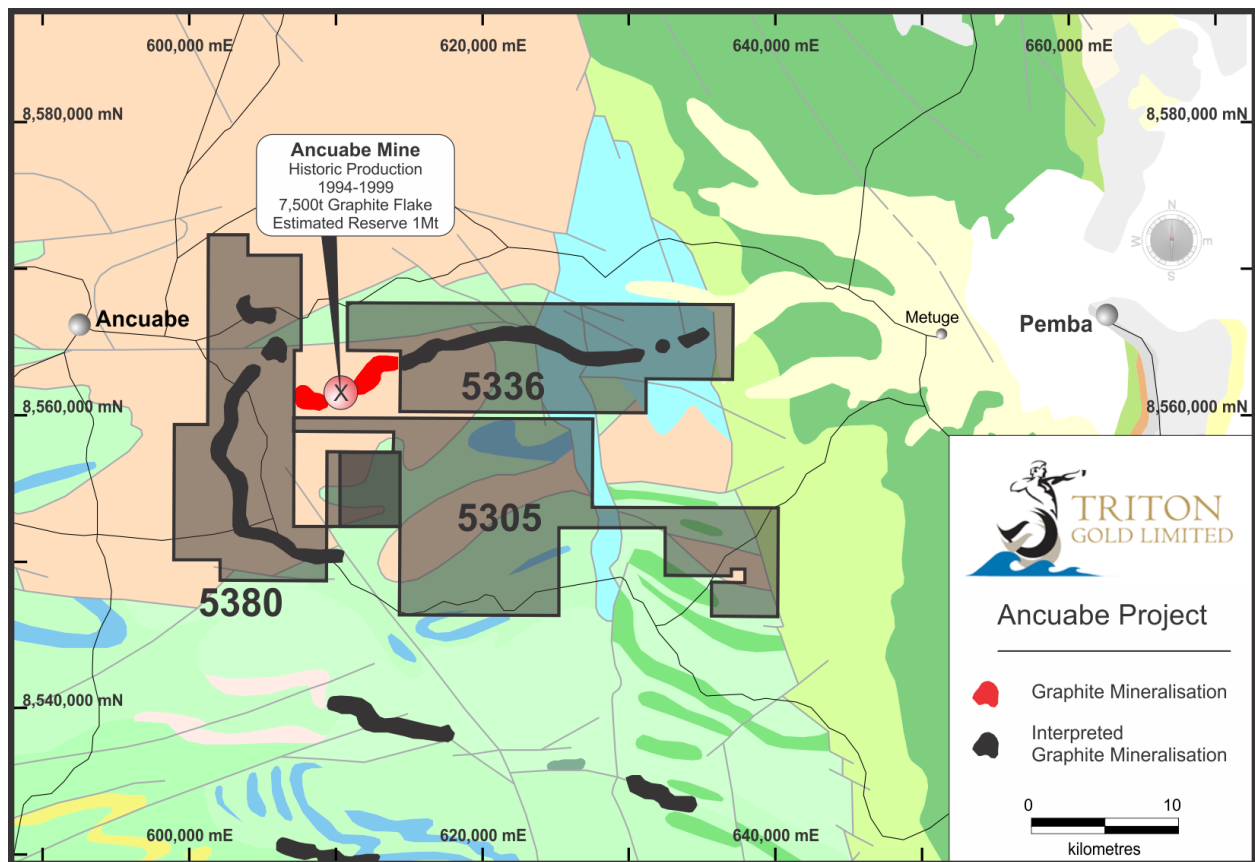 600,000 mE
620,000 mE
640,000 mE
660,000 mE
8,580,000 mN
8,580,000 mN
Ancuabe Mine
Historic Production
1994-1999
7,500t Graphite Flake
Estimated Reserve 1Mt
N
W
E
S
Ancuabe
Metuge
Pemba
X
5336
8,560,000 mN
8,560,000 mN
5305
5380
TRITON
GOLD LIMITED
Ancuabe Project
Graphite Mineralisation
Interpreted
Graphite Mineralisation
8,540,000 mN
0
10
kilometres
600,000 mE
620,000 mE
640,000 mE